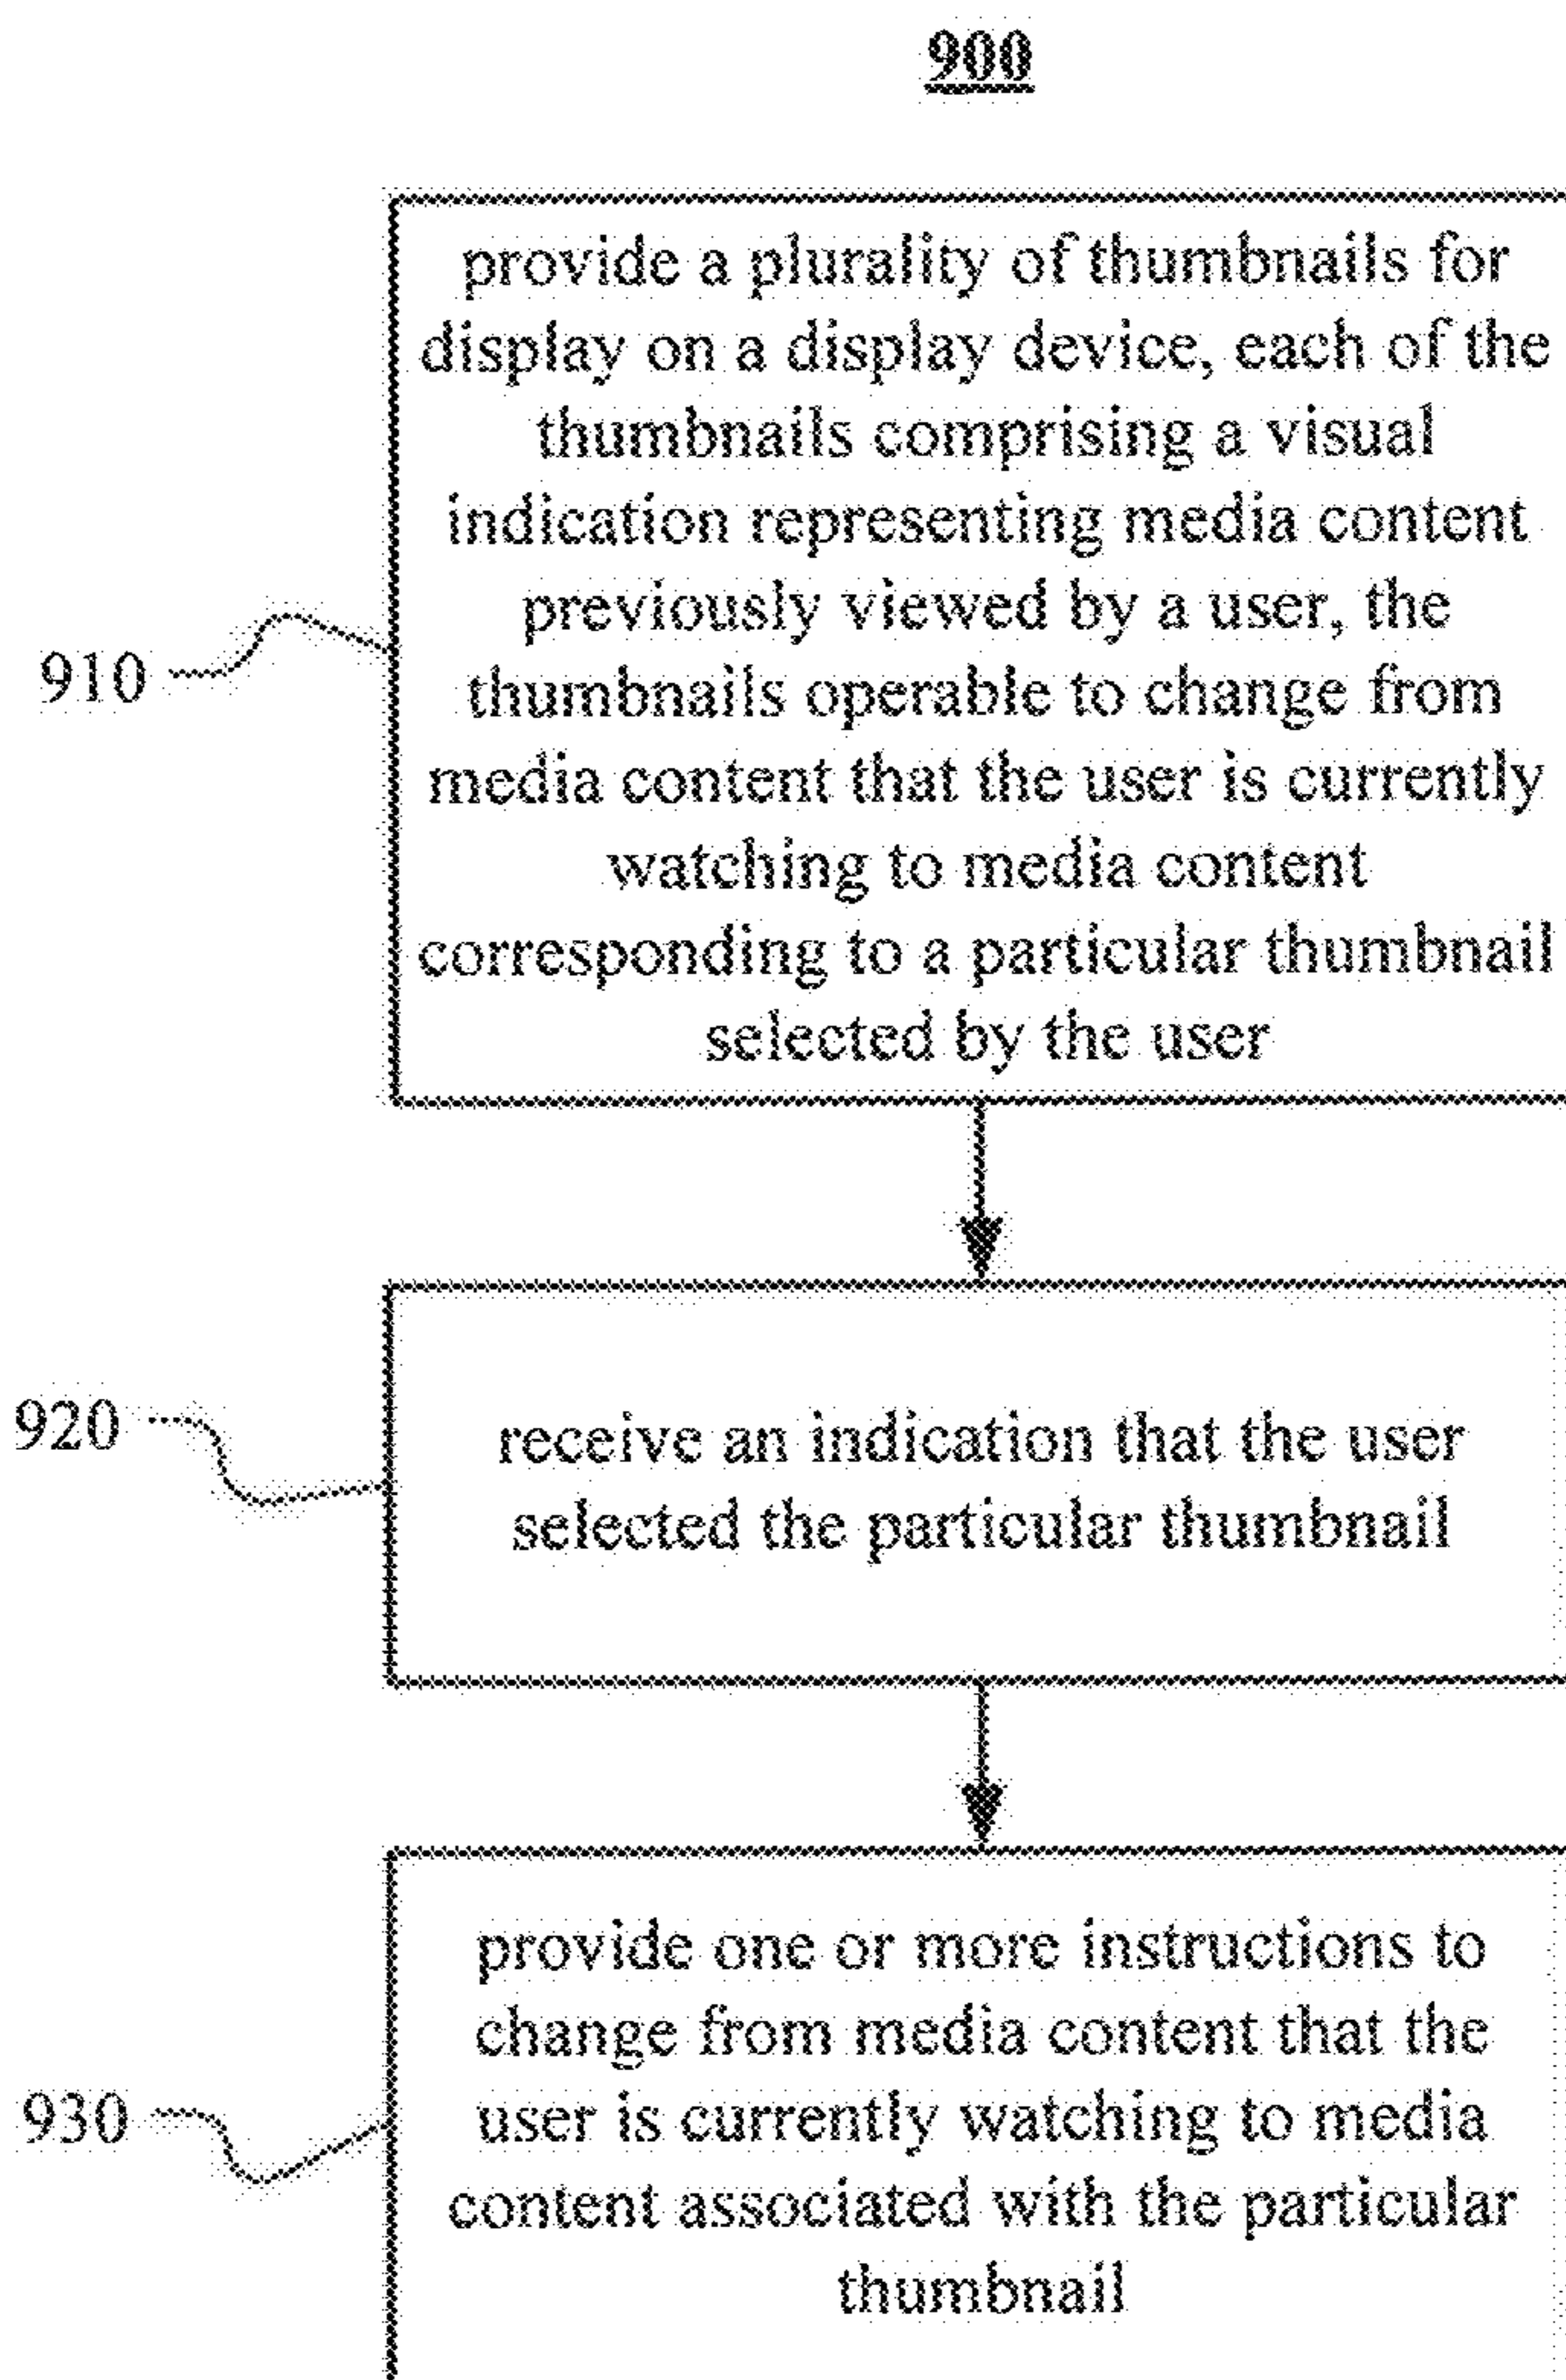 900
provide a plurality of thumbnails for
display on a display device, each of the
thumbnails comprising a visual
indication representing media content
previously viewed by a user, the
thumbnails operable to change from
media content that the user is currently
watching to media content
corresponding to a particular thumbnail
selected by the user
910
receive an indication that the user
selected the particular thumbnail
920
provide one or more instructions to
change from media content that the
user is currently watching to media
content associated with the particular
thumbnail
930